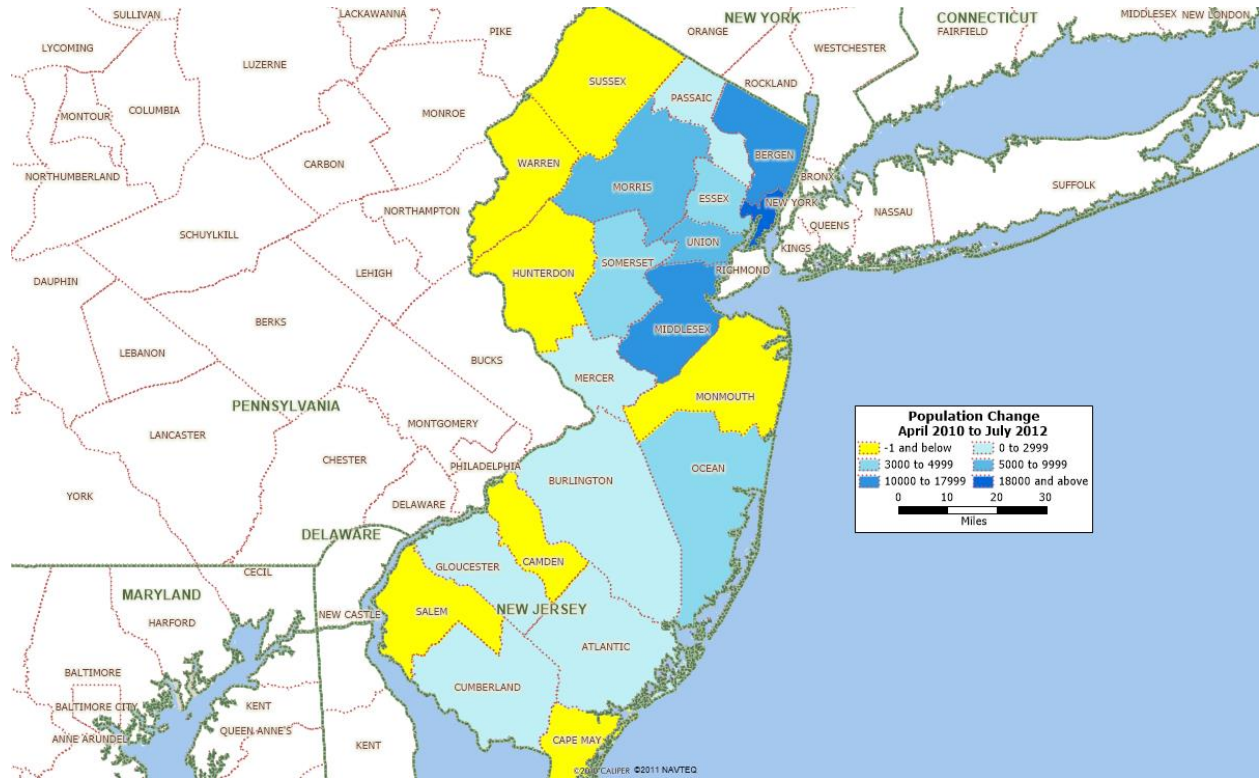 SULLIVAN
LACKAWANNA
NEW YORK
CONNECTICUT
MIDDLESEX
NEW LONDON
LYCOMING
PIKE
ORANGE
FAIRFIELD
WESTCHESTER
LUZERNE
SUSSEX
ROCKLAND
PASSAIC
COLUMBIA
MONTOUR
MONROE
BERGEN
WARREN
CARBON
BRONX
NORTHUMBERLAND
MORRIS
SUFFOLK
ESSEX
NEW YORK
NORTHAMPTON
NASSAU
QUEENS
SCHUYLKILL
UNION
KINGS
SOMERSET
RICHMOND
LEHIGH
HUNTERDON
DAUPHIN
BERKS
MIDDLESEX
LEBANON
BUCKS
MERCER
MONMOUTH
PENNSYLVANIA
Population Change
April 2010 to July 2012
-1 and below
0 to 2999
3000 to 4999
5000 to 9999
10000 to 17999
18000 and above
0 10 20 30
Miles
MONTGOMERY
LANCASTER
CHESTER
PHILADELPHIA
OCEAN
BURLINGTON
YORK
DELAWARE
DELAWARE
CAMDEN
GLOUCESTER
CECIL
MARYLAND
SALEM
NEW JERSEY
NEW CASTLE
HARFORD
ATLANTIC
BALTIMORE
CUMBERLAND
BALTIMORE CITY
KENT
QUEEN ANNE'S
ANNE ARUNDEL
KENT
CAPE MAY
CALIPER ©2011 NAVTEQ